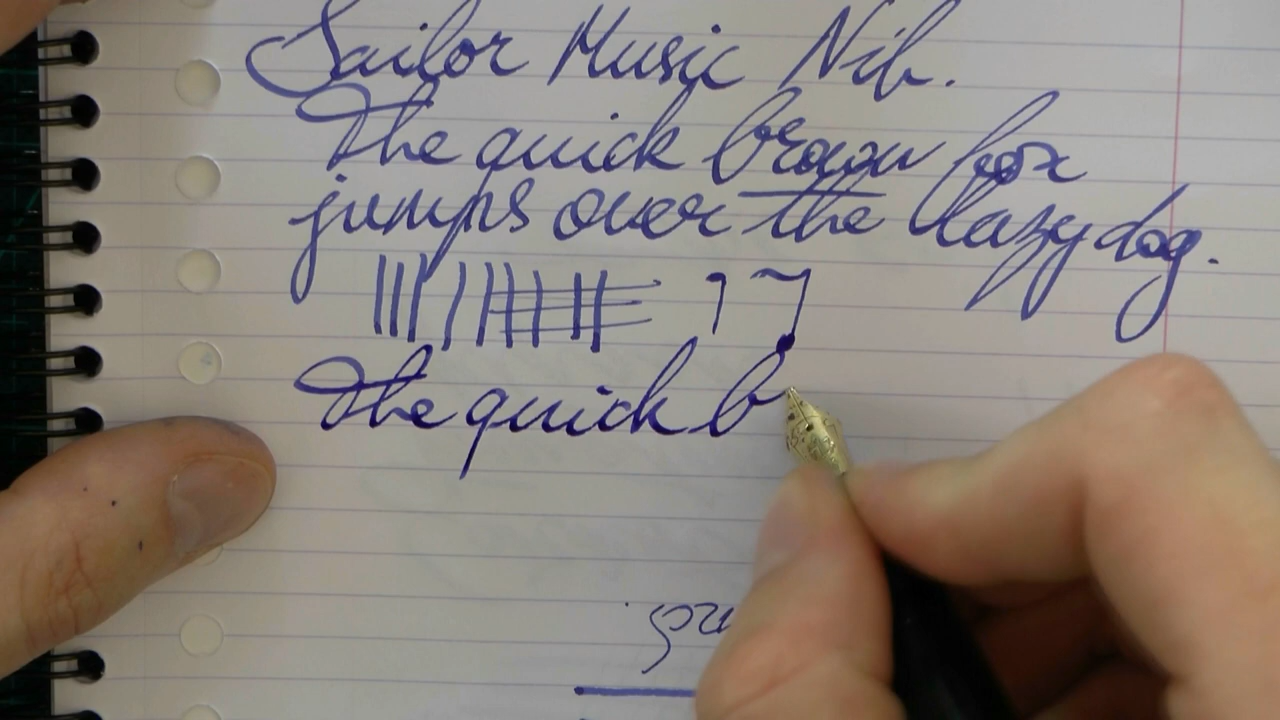 Sailor Music Nib.
The quick brown fox
jumps over the lazy dog.
The quick b